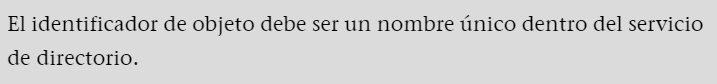 El identificador de objeto debe ser un nombre único dentro del servicio
de directorio.